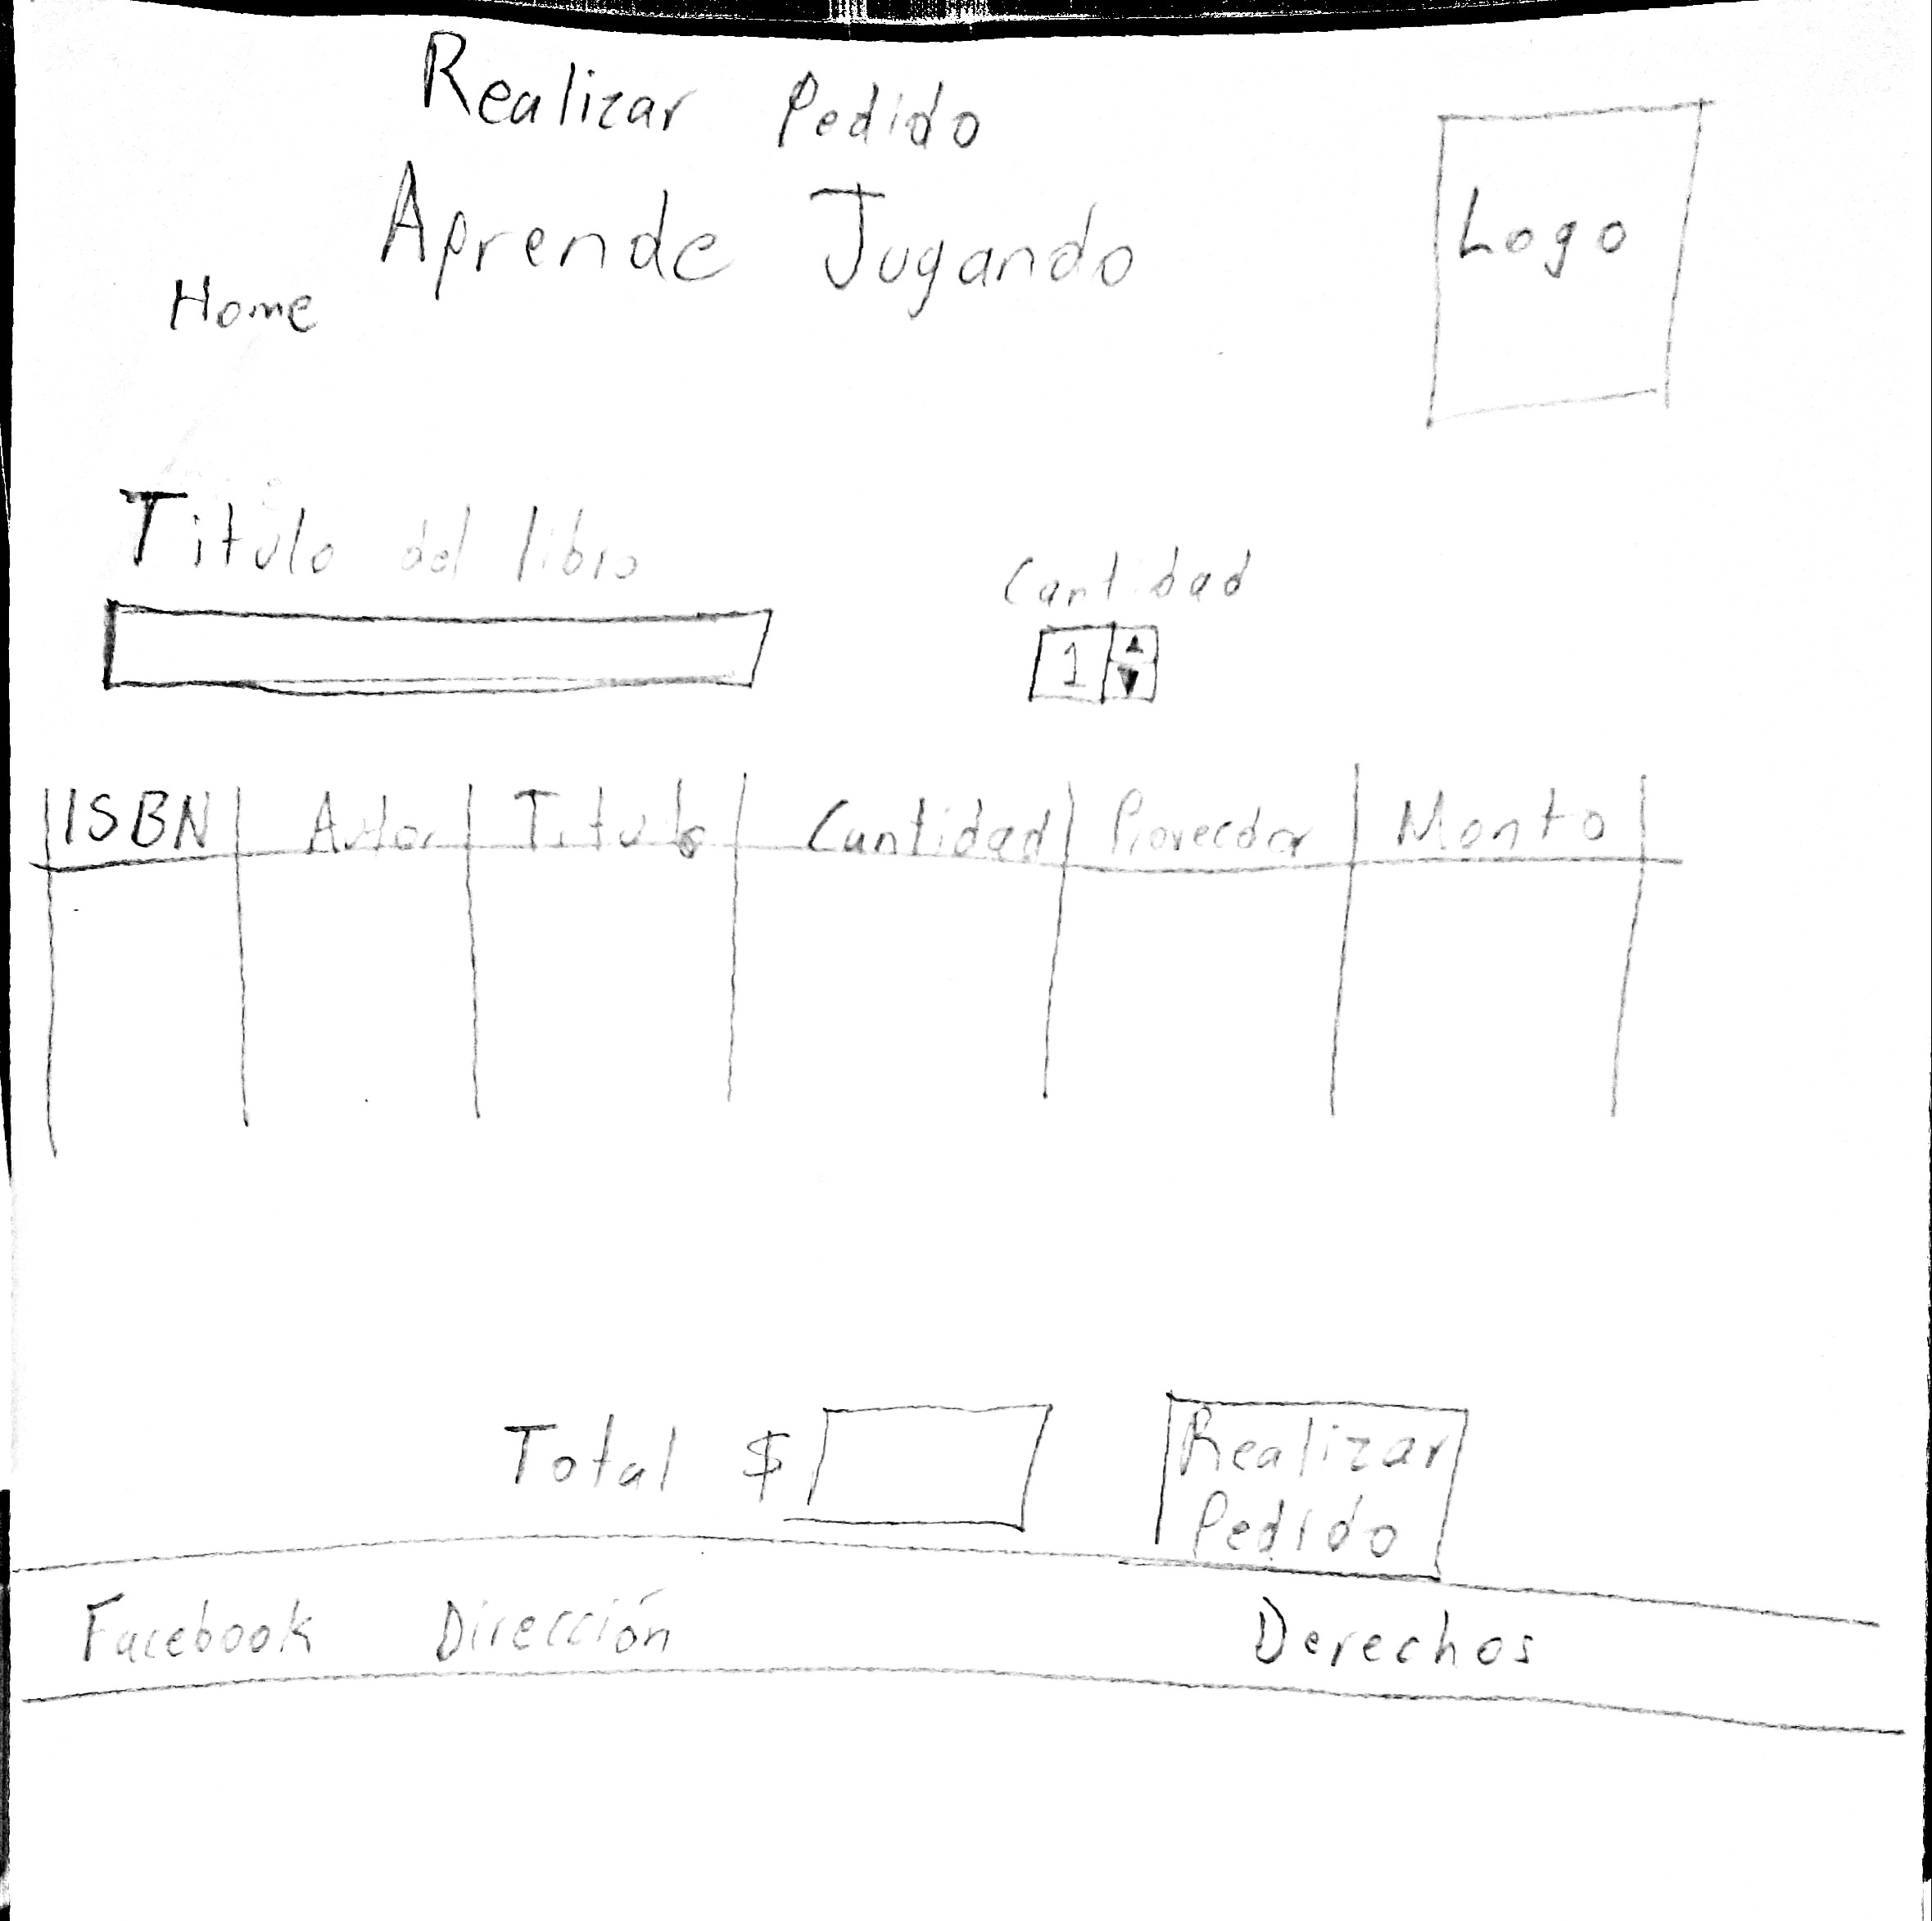 Realizar Pedido
Aprende Jugando
Logo
Home
Titulo del libro
Cantidad
1
ISBN Autor Titulo Cantidad Proveedor Monto
Total $
Realizar
Pedido
Facebook Dirección Derechos